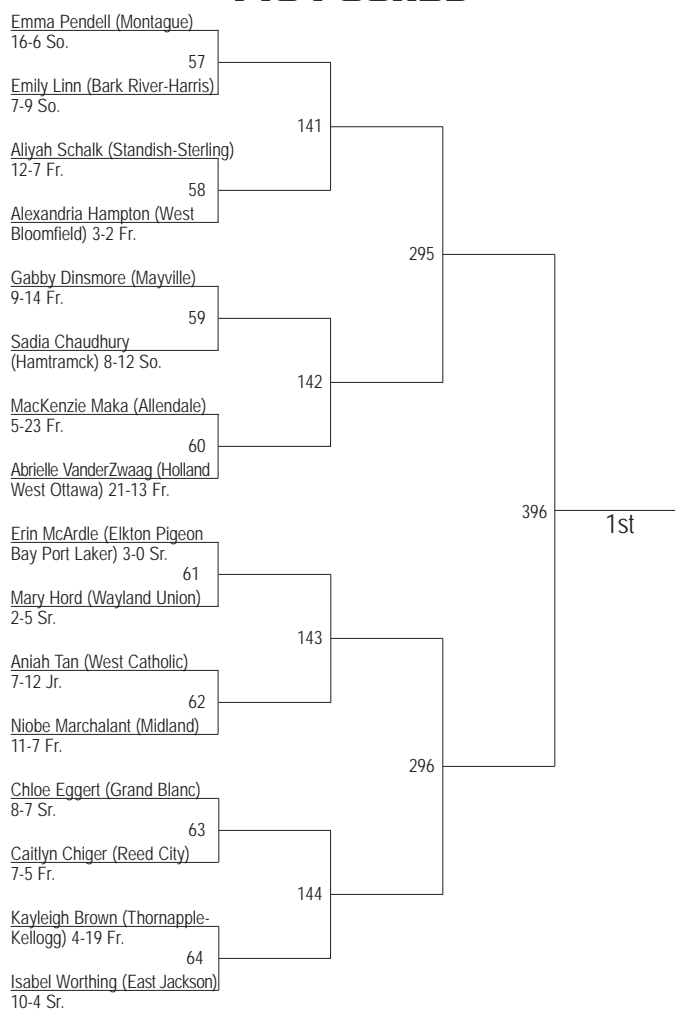 Emma Pendell (Montague)
16-6 So.
57
Emily Linn (Bark River-Harris)
7-9 So.
141
Aliyah Schalk (Standish-Sterling)
12-7 Fr.
58
Alexandria Hampton (West
Bloomfield) 3-2 Fr.
295
Gabby Dinsmore (Mayville)
9-14 Fr.
59
Sadia Chaudhury
(Hamtramck) 8-12 So.
142
MacKenzie Maka (Allendale)
5-23 Fr.
60
Abrielle VanderZwaag (Holland
West Ottawa) 21-13 Fr.
396
1st
Erin McArdle (Elkton Pigeon
Bay Port Laker) 3-0 Sr.
61
Mary Hord (Wayland Union)
2-5 Sr.
143
Aniah Tan (West Catholic)
7-12 Jr.
62
Niobe Marchalant (Midland)
11-7 Fr.
296
Chloe Eggert (Grand Blanc)
8-7 Sr.
63
Caitlyn Chiger (Reed City)
7-5 Fr.
144
Kayleigh Brown (Thornapple-
Kellogg) 4-19 Fr.
64
Isabel Worthing (East Jackson)
10-4 Sr.